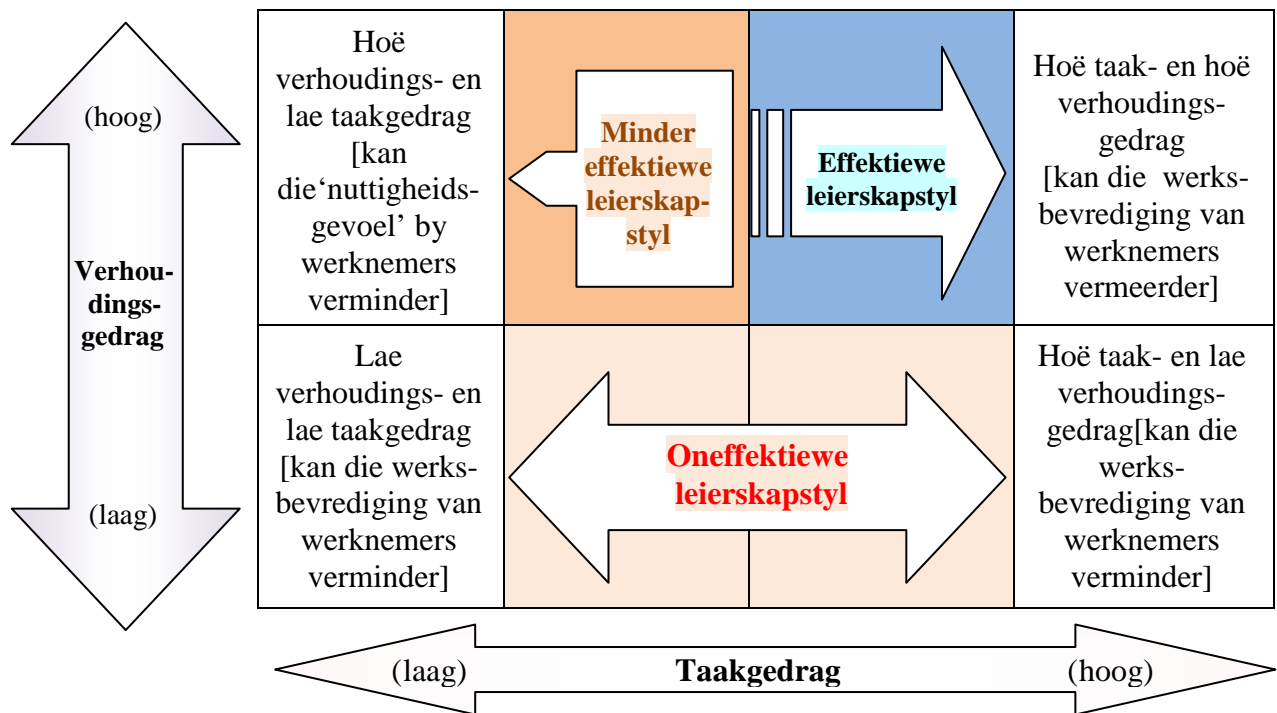 (hoog)
Verhou-
dings-
gedrag
(laag)
Hoë
verhoudings- en
lae taakgedrag
[kan
die‘nuttigheids-
gevoel’ by
werknemers
verminder]
Minder
effektiewe
leierskap-
styl
Effektiewe
leierskapstyl
Hoë taak- en hoë
verhoudings-
gedrag
[kan die werks-
bevrediging van
werknemers
vermeerder]
Lae
verhoudings- en
lae taakgedrag
[kan die werks-
bevrediging van
werknemers
verminder]
Oneffektiewe
leierskapstyl
Hoë taak- en lae
verhoudings-
gedrag[kan die
werks-
bevrediging van
werknemers
verminder]
(laag) Taakgedrag (hoog)